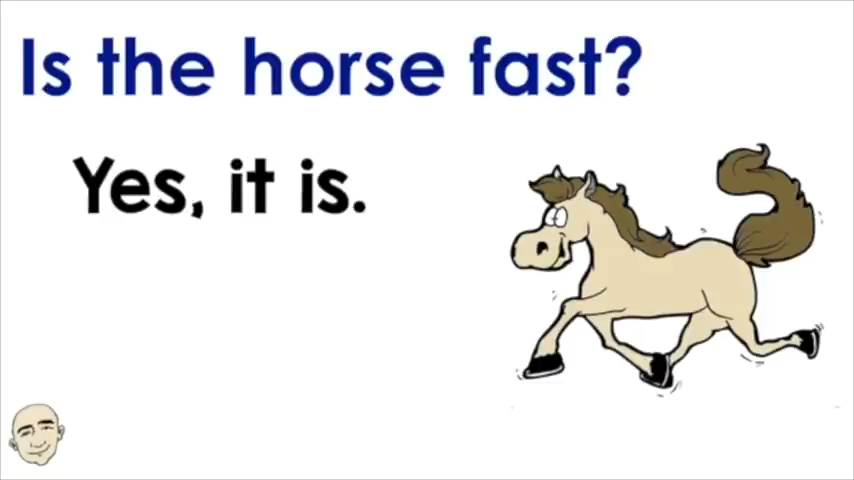 Is the horse fast?
Yes, it is.